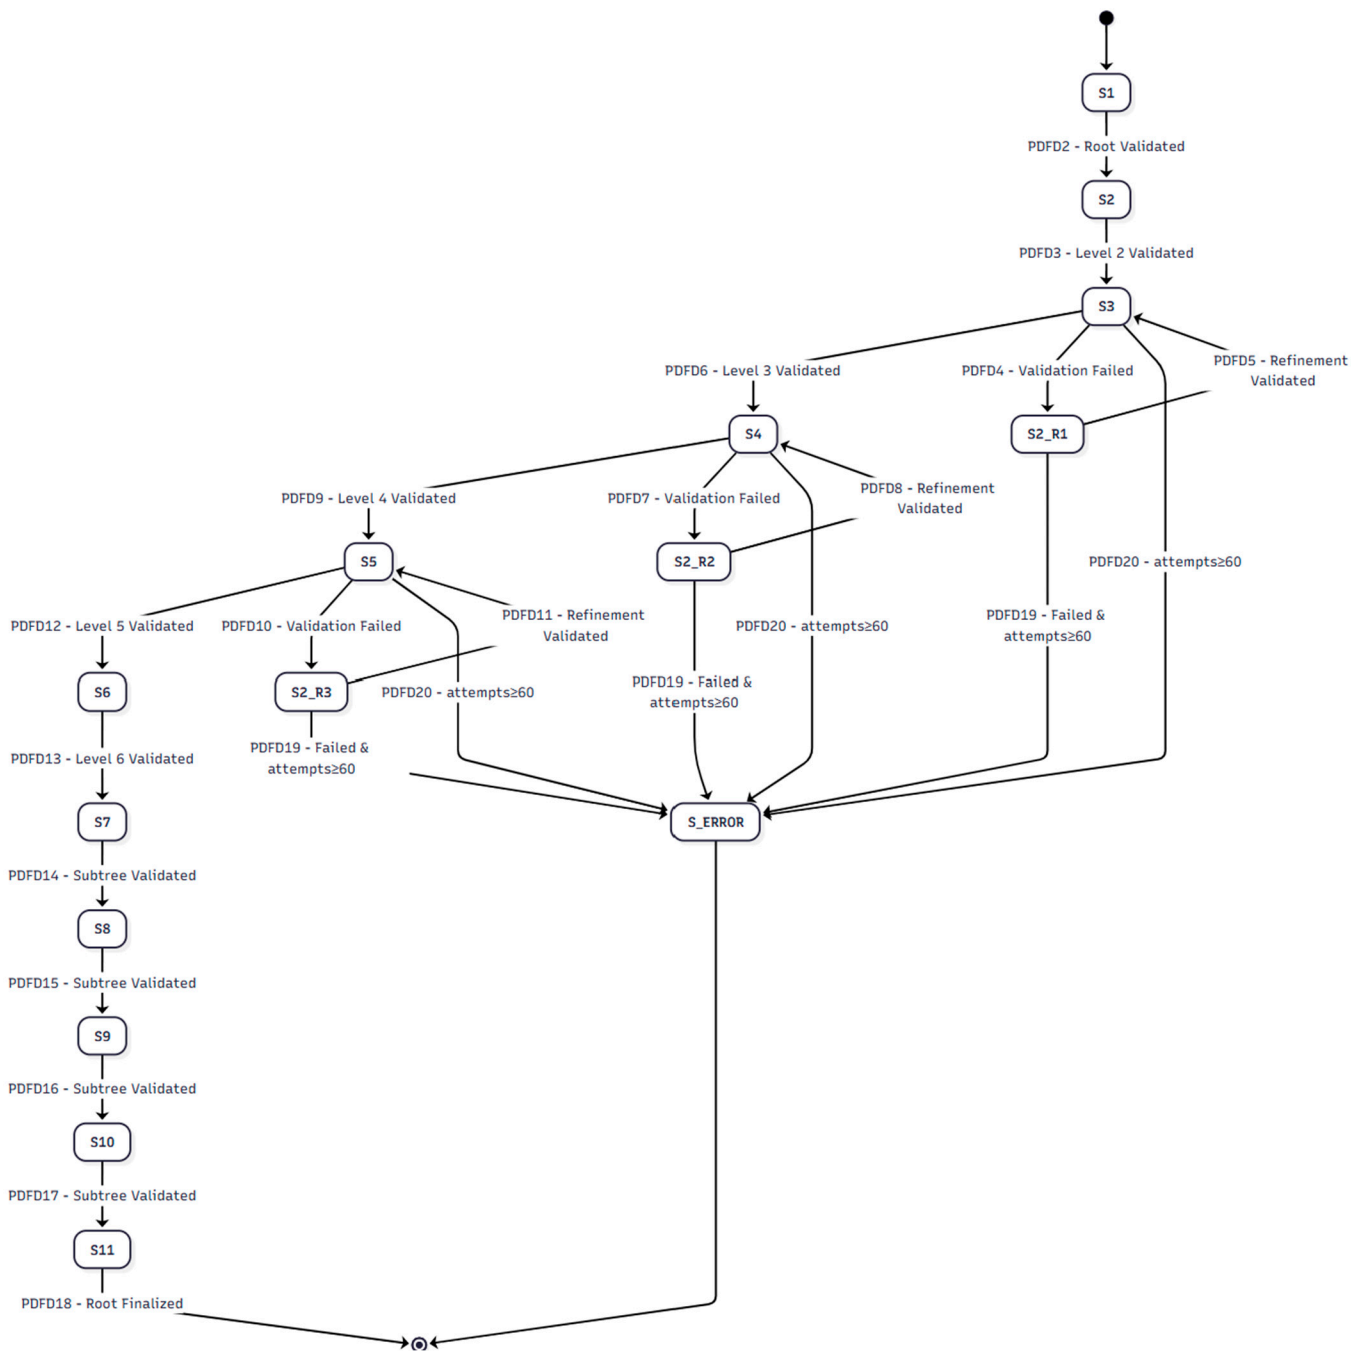 S1
PDFD2 - Root Validated
S2
PDFD3 - Level 2 Validated
S3
PDFD6 - Level 3 Validated
PDFD4 - Validation Failed
PDFD5 - Refinement
Validated
S4
S2_R1
PDFD9 - Level 4 Validated
PDFD7 - Validation Failed
PDFD8 - Refinement
Validated
S5
S2_R2
PDFD20 - attempts≥60
PDFD12 - Level 5 Validated
PDFD10 - Validation Failed
PDFD11 - Refinement
Validated
PDFD20 - attempts≥60
PDFD19 - Failed &
attempts≥60
S6
S2_R3
PDFD20 - attempts≥60
PDFD19 - Failed &
attempts≥60
PDFD13 - Level 6 Validated
PDFD19 - Failed &
attempts≥60
S7
S_ERROR
PDFD14 - Subtree Validated
S8
PDFD15 - Subtree Validated
S9
PDFD16 - Subtree Validated
S10
PDFD17 - Subtree Validated
S11
PDFD18 - Root Finalized